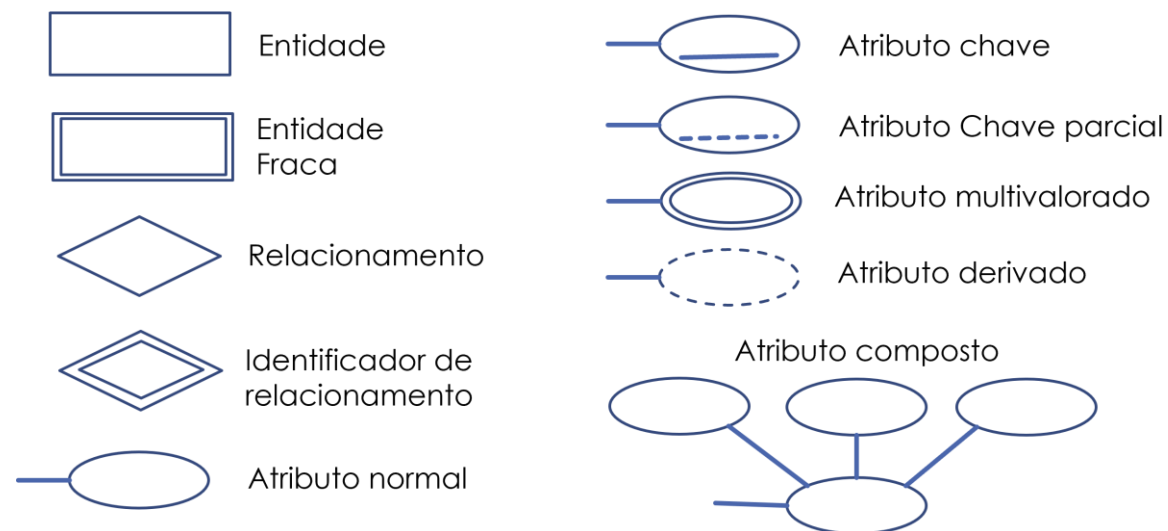 Entidade
Entidade
Fraca
Relacionamento
Identificador de
relacionamento
Atributo normal
Atributo chave
Atributo Chave parcial
Atributo multivalorado
Atributo derivado
Atributo composto